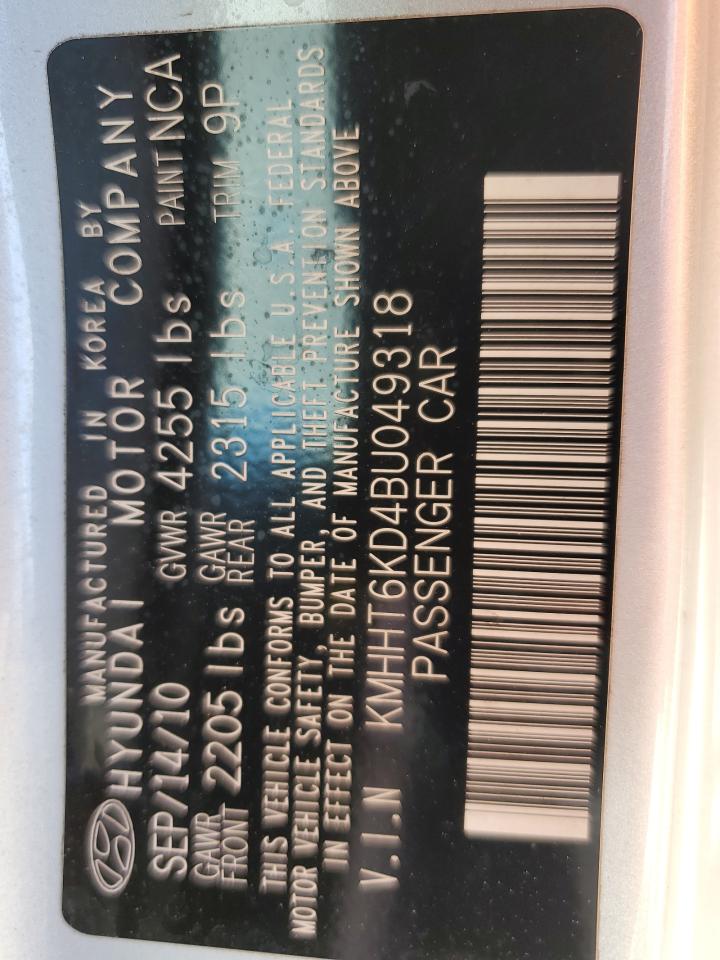 MANUFACTURED IN KOREA BY
HYUNDAI MOTOR COMPANY
SEP/14/10 GVWR 4255 lbs PAINT NCA
GAWR FRONT 2205 lbs GAWR REAR 2315 lbs TRIM 9P
THIS VEHICLE CONFORMS TO ALL APPLICABLE U.S.A FEDERAL
MOTOR VEHICLE SAFETY, BUMPER, AND THEFT PREVENTION STANDARDS
IN EFFECT ON THE DATE OF MANUFACTURE SHOWN ABOVE
V.I.N KMHHT6KD4BU049318
PASSENGER CAR